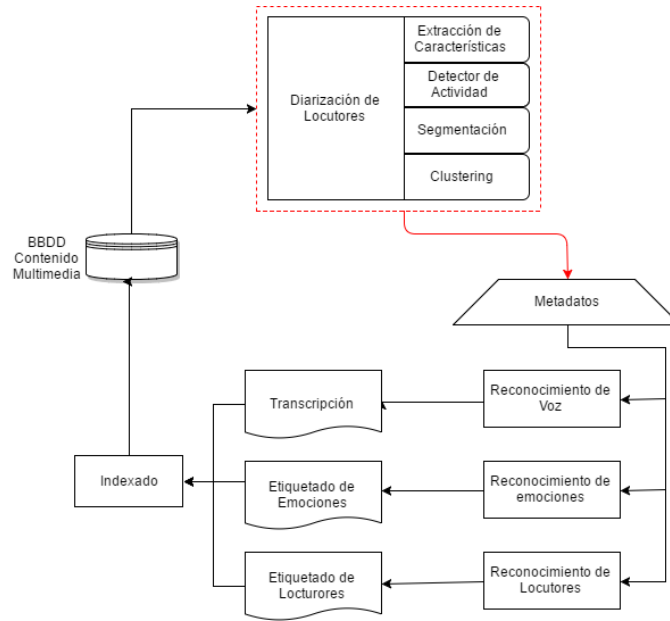 Extracción de
Características
Diarización de
Locutores
Detector de
Actividad
Segmentación
Clustering
BBDD
Contenido
Multimedia
Metadatos
Transcripción
Reconocimiento de
Voz
Indexado
Etiquetado de
Emociones
Reconocimiento de
emociones
Etiquetado de
Locturores
Reconocimiento de
Locutores